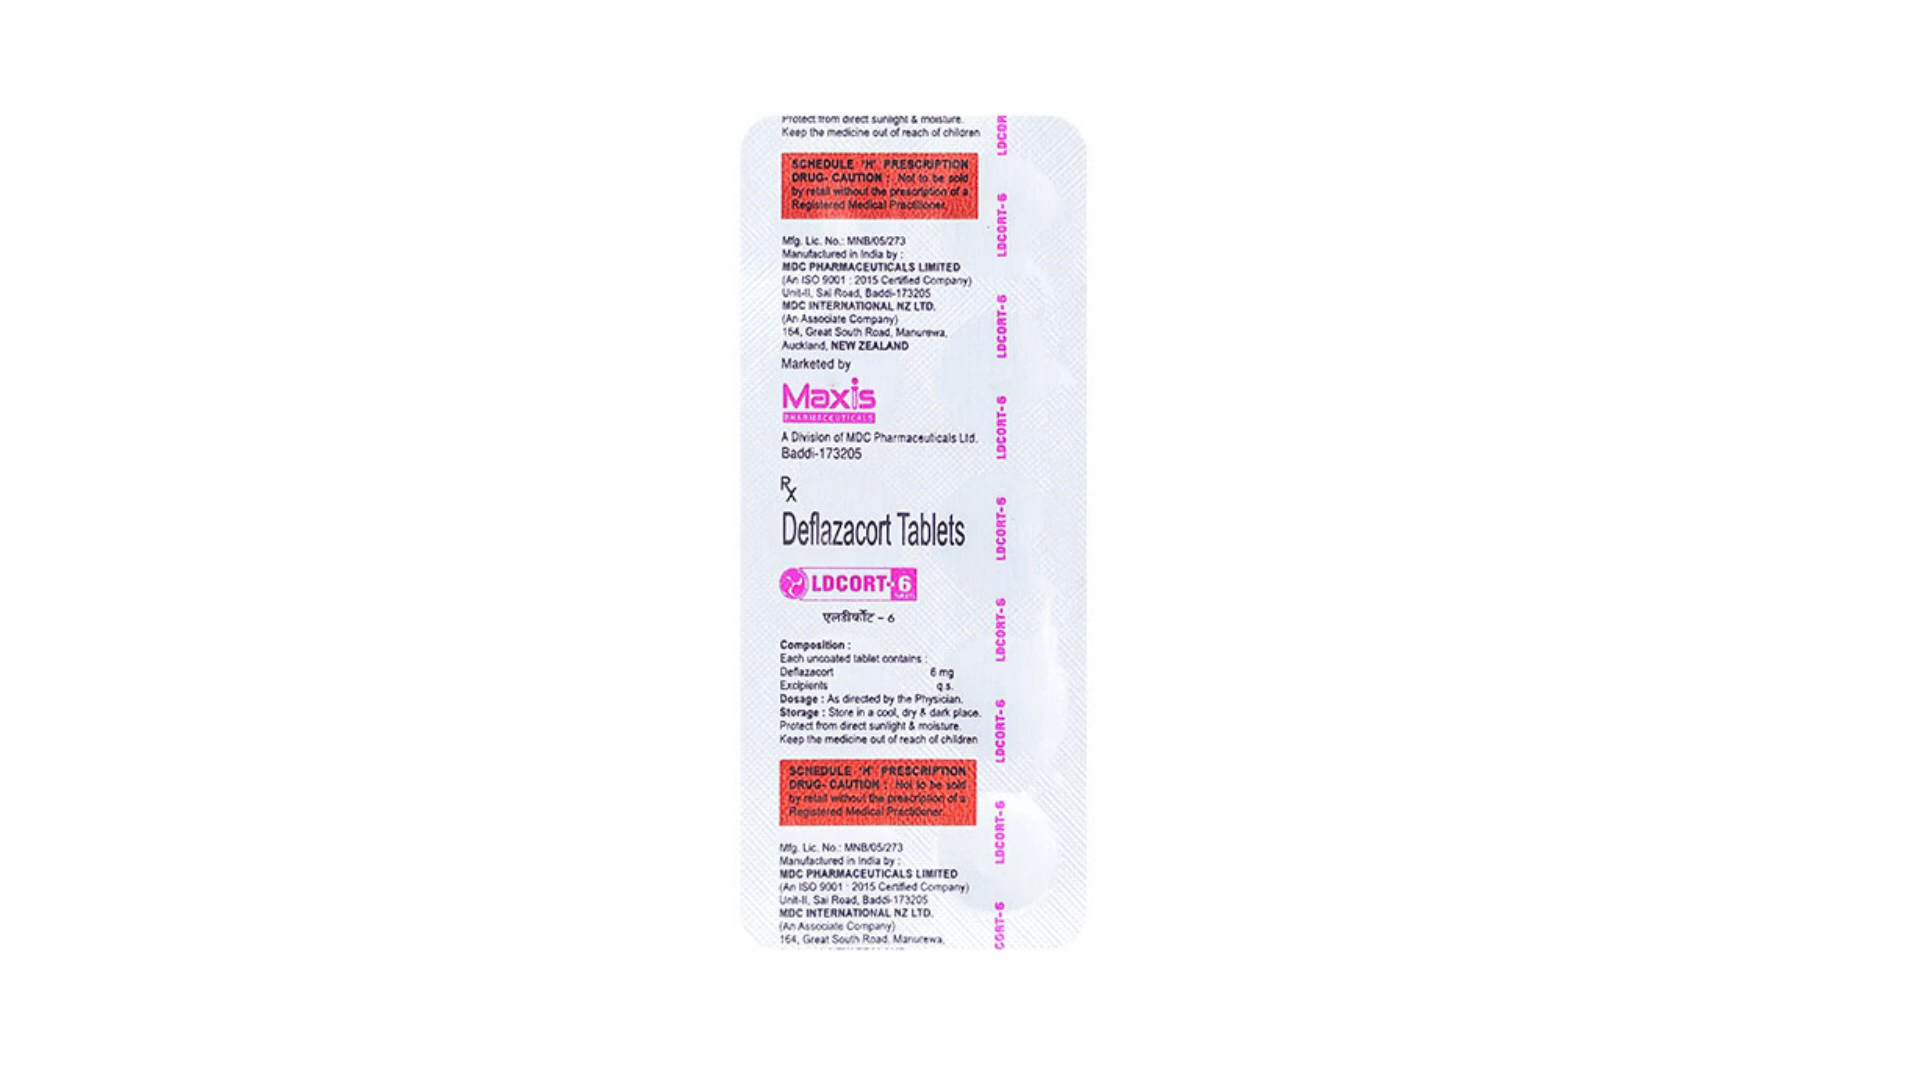 Protect from direct sunlight & moisture.
Keep the medicine out of reach of children
SCHEDULE 'H' PRESCRIPTION
DRUG- CAUTION : Not to be sold
by retail without the prescription of a
Registered Medical Practitioner.
Mfg. Lic. No.: MNB/05/273
Manufactured in India by :
MDC PHARMACEUTICALS LIMITED
(An ISO 9001 : 2015 Certified Company)
Unit-II, Sai Road, Baddi-173205
MDC INTERNATIONAL NZ LTD.
(An Associate Company)
164, Great South Road, Manurewa,
Auckland, NEW ZEALAND
Marketed by
Maxis
PHARMACEUTICALS
A Division of MDC Pharmaceuticals Ltd.
Baddi-173205
Rx
Deflazacort Tablets
LDCORT-6
एलडीकोर्ट - 6
Composition :
Each uncoated tablet contains :
Deflazacort 6 mg
Excipients q.s.
Dosage : As directed by the Physician.
Storage : Store in a cool, dry & dark place.
Protect from direct sunlight & moisture.
Keep the medicine out of reach of children
SCHEDULE 'H' PRESCRIPTION
DRUG- CAUTION : Not to be sold
by retail without the prescription of a
Registered Medical Practitioner.
Mfg. Lic. No.: MNB/05/273
Manufactured in India by :
MDC PHARMACEUTICALS LIMITED
(An ISO 9001 : 2015 Certified Company)
Unit-II, Sai Road, Baddi-173205
MDC INTERNATIONAL NZ LTD.
(An Associate Company)
164, Great South Road, Manurewa,
LDCOR
LDCORT-6
LDCORT-6
LDCORT-6
LDCORT-6
LDCORT-6
LDCORT-6
LDCORT-6
CORT-6